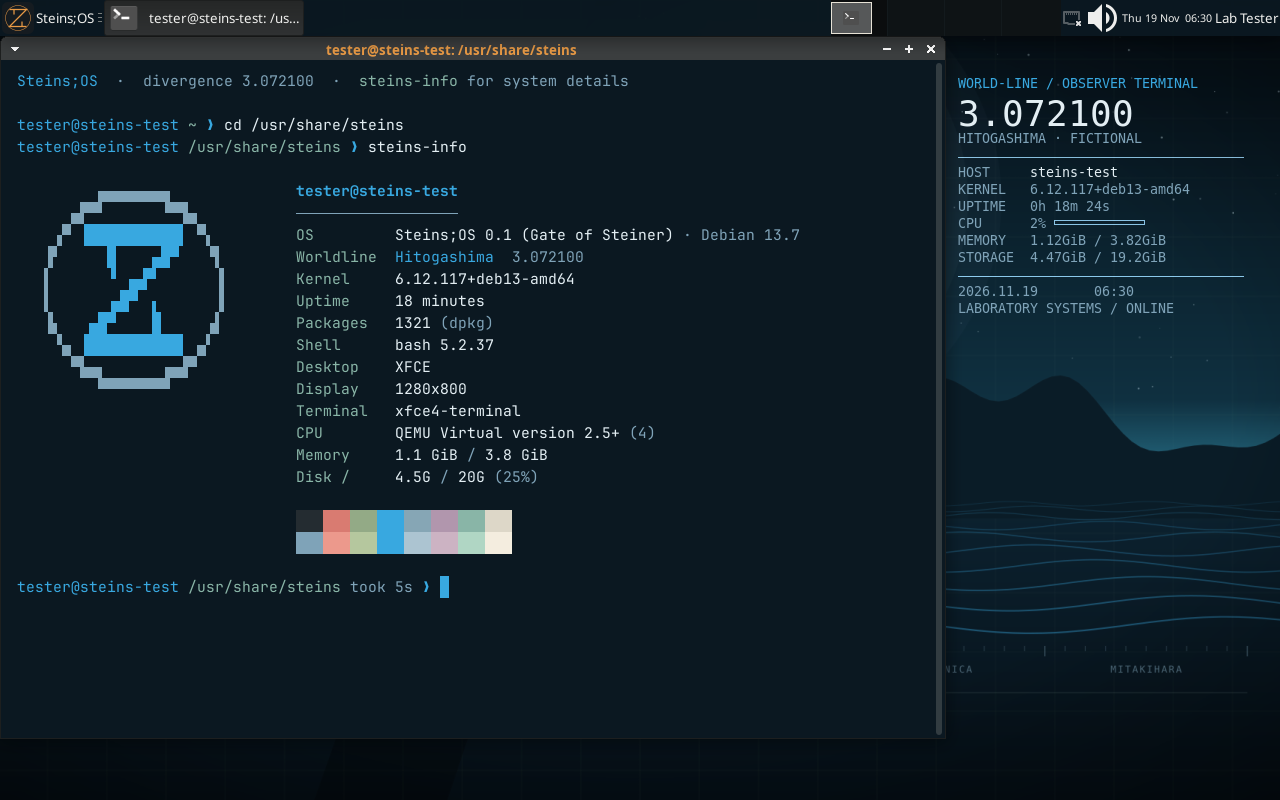 Steins;OS
tester@steins-test: /us...
Thu 19 Nov 06:30 Lab Tester
tester@steins-test: /usr/share/steins
Steins;OS · divergence 3.072100 · steins-info for system details
tester@steins-test ~ ❯ cd /usr/share/steins
tester@steins-test /usr/share/steins ❯ steins-info
tester@steins-test
OS Steins;OS 0.1 (Gate of Steiner) · Debian 13.7
Worldline Hitogashima 3.072100
Kernel 6.12.117+deb13-amd64
Uptime 18 minutes
Packages 1321 (dpkg)
Shell bash 5.2.37
Desktop XFCE
Display 1280x800
Terminal xfce4-terminal
CPU QEMU Virtual version 2.5+ (4)
Memory 1.1 GiB / 3.8 GiB
Disk / 4.5G / 20G (25%)
tester@steins-test /usr/share/steins took 5s ❯
WORLD-LINE / OBSERVER TERMINAL
3.072100
HITOGASHIMA · FICTIONAL
HOST steins-test
KERNEL 6.12.117+deb13-amd64
UPTIME 0h 18m 24s
CPU 2%
MEMORY 1.12GiB / 3.82GiB
STORAGE 4.47GiB / 19.2GiB
2026.11.19 06:30
LABORATORY SYSTEMS / ONLINE
MITAKIHARA